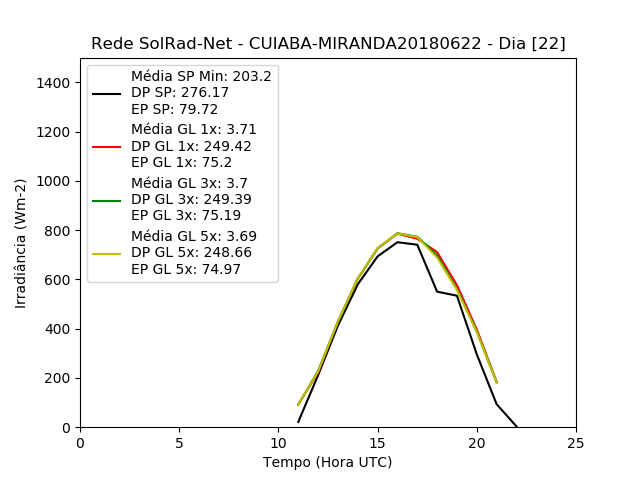 Rede SolRad-Net - CUIABA-MIRANDA20180622 - Dia [22]
Média SP Min: 203.2
DP SP: 276.17
EP SP: 79.72
Média GL 1x: 3.71
DP GL 1x: 249.42
EP GL 1x: 75.2
Média GL 3x: 3.7
DP GL 3x: 249.39
EP GL 3x: 75.19
Média GL 5x: 3.69
DP GL 5x: 248.66
EP GL 5x: 74.97
Irradiância (Wm-2)
1400
1200
1000
800
600
400
200
0
0 5 10 15 20 25
Tempo (Hora UTC)